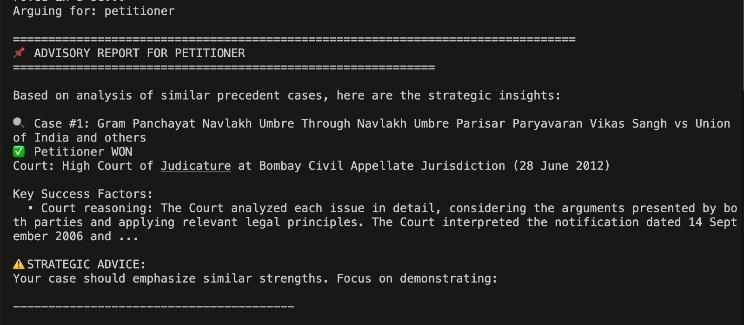 Arguing for: petitioner
================================================================================
📌 ADVISORY REPORT FOR PETITIONER
============================================================
Based on analysis of similar precedent cases, here are the strategic insights:
🔍 Case #1: Gram Panchayat Navlakh Umbre Through Navlakh Umbre Parisar Paryavaran Vikas Sangh vs Union
of India and others
✅ Petitioner WON
Court: High Court of Judicature at Bombay Civil Appellate Jurisdiction (28 June 2012)
Key Success Factors:
• Court reasoning: The Court analyzed each issue in detail, considering the arguments presented by bo
th parties and applying relevant legal principles. The Court interpreted the notification dated 14 Sept
ember 2006 and ...
⚠️STRATEGIC ADVICE:
Your case should emphasize similar strengths. Focus on demonstrating:
----------------------------------------